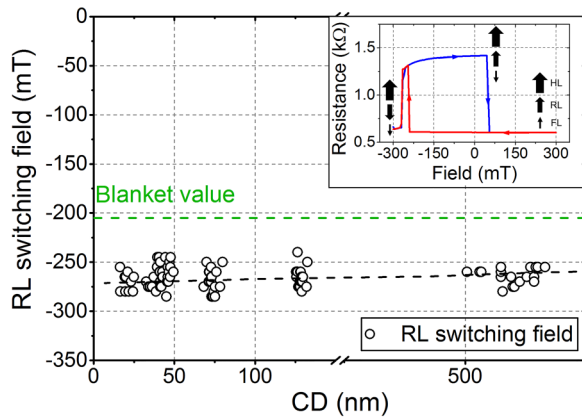 RL switching field (mT)
0
-50
-100
-150
-200
-250
-300
-350
Blanket value
Resistance (kΩ)
1.5
1.0
0.5
HL
RL
FL
-300 -150 0 150 300
Field (mT)
RL switching field
0 50 100 500
CD (nm)